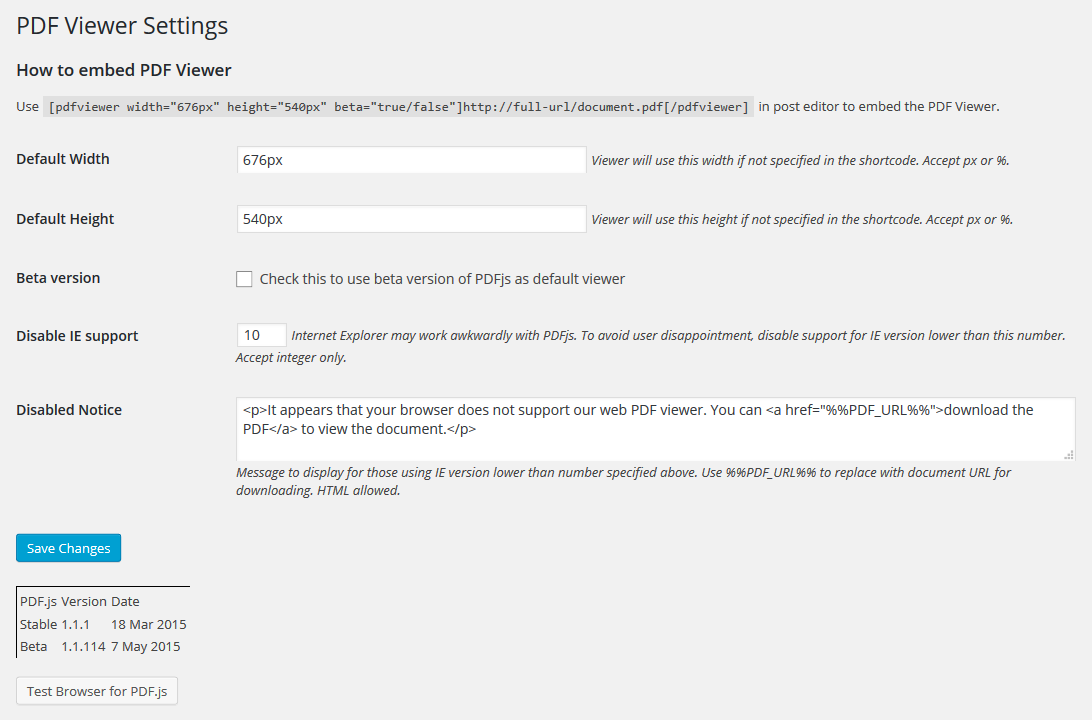 PDF Viewer Settings
How to embed PDF Viewer
Use [pdfviewer width="676px" height="540px" beta="true/false"]http://full-url/document.pdf[/pdfviewer] in post editor to embed the PDF Viewer.
Default Width 676px Viewer will use this width if not specified in the shortcode. Accept px or %.
Default Height 540px Viewer will use this height if not specified in the shortcode. Accept px or %.
Beta version Check this to use beta version of PDFjs as default viewer
Disable IE support 10 Internet Explorer may work awkwardly with PDFjs. To avoid user disappointment, disable support for IE version lower than this number.
Accept integer only.
Disabled Notice <p>It appears that your browser does not support our web PDF viewer. You can <a href="%%PDF_URL%%">download the
PDF</a> to view the document.</p>
Message to display for those using IE version lower than number specified above. Use %%PDF_URL%% to replace with document URL for
downloading. HTML allowed.
Save Changes
PDF.js Version Date
Stable 1.1.1 18 Mar 2015
Beta 1.1.114 7 May 2015
Test Browser for PDF.js